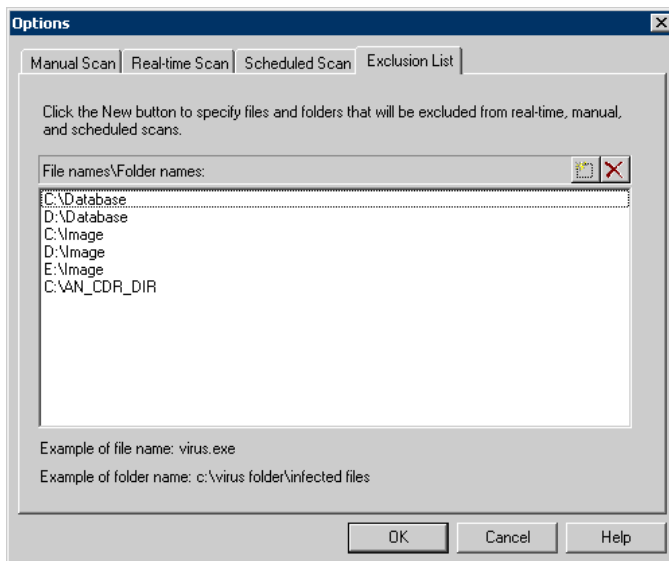 Options
Manual Scan Real-time Scan Scheduled Scan Exclusion List
Click the New button to specify files and folders that will be excluded from real-time, manual,
and scheduled scans.
File names\Folder names:
C:\Database
D:\Database
C:\Image
D:\Image
E:\Image
C:\AN_CDR_DIR
Example of file name: virus.exe
Example of folder name: c:\virus folder\infected files
OK Cancel Help